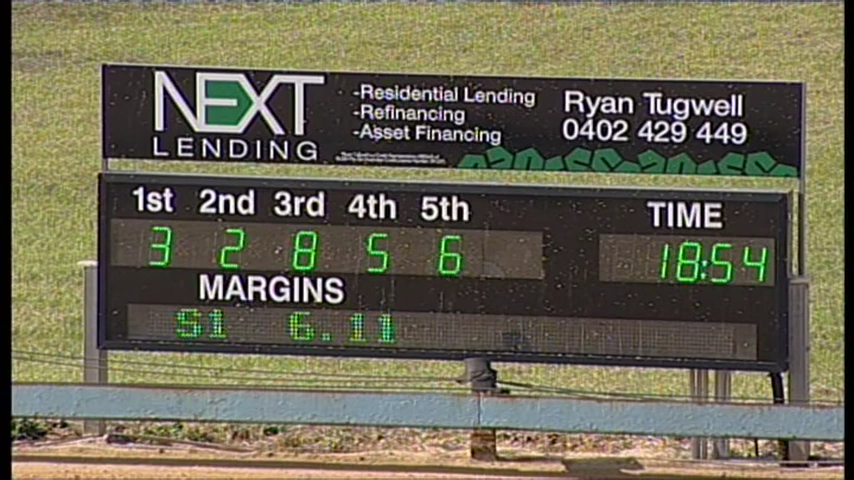 NEXT
LENDING
-Residential Lending
-Refinancing
-Asset Financing
Ryan Tugwell
0402 429 449
1st 2nd 3rd 4th 5th TIME
3 2 8 5 6 18:54
MARGINS
S1 6.11